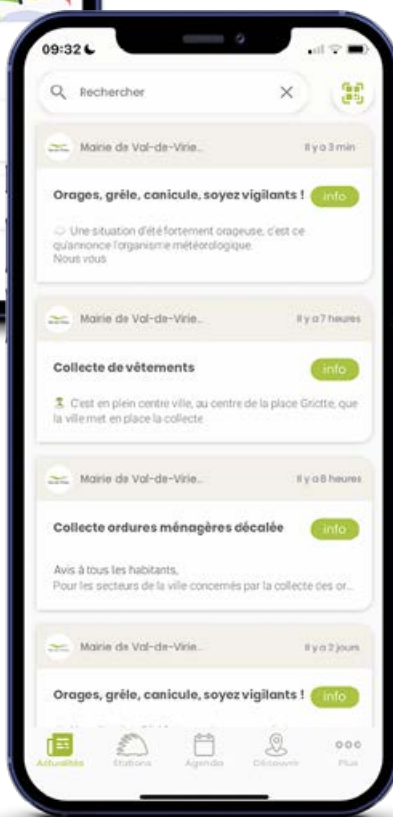 09:32
Rechercher
Mairie de Val-de-Virie...
Il y a 3 min
Orages, grêle, canicule, soyez vigilants !
info
Une situation d'été fortement orageuse, c'est ce
qu'annonce l'organisme météorologique.
Nous vous
Mairie de Val-de-Virie...
Il y a 7 heures
Collecte de vêtements
info
C'est en plein centre ville, au centre de la place Griotte, que
la ville met en place la collecte
Mairie de Val-de-Virie...
Il y a 8 heures
Collecte ordures ménagères décalée
info
Avis à tous les habitants,
Pour les secteurs de la ville concernés par la collecte des or...
Mairie de Val-de-Virie...
Il y a 2 jours
Orages, grêle, canicule, soyez vigilants !
info
Actualités
Stations
Agenda
Découvrir
Plus